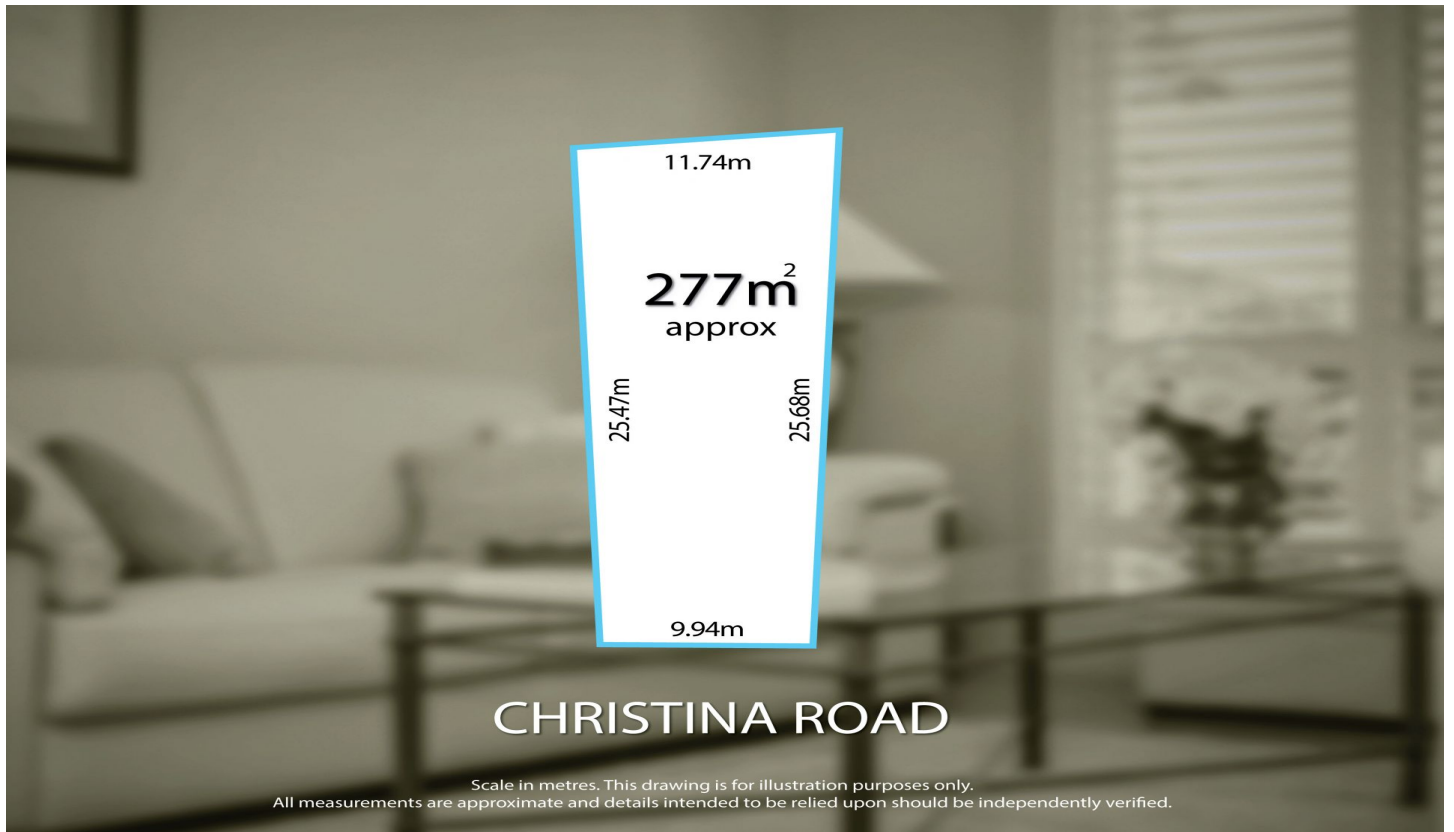 11.74m
277m²
approx
25.47m
25.68m
9.94m
CHRISTINA ROAD
Scale in metres. This drawing is for illustration purposes only.
All measurements are approximate and details intended to be relied upon should be independently verified.